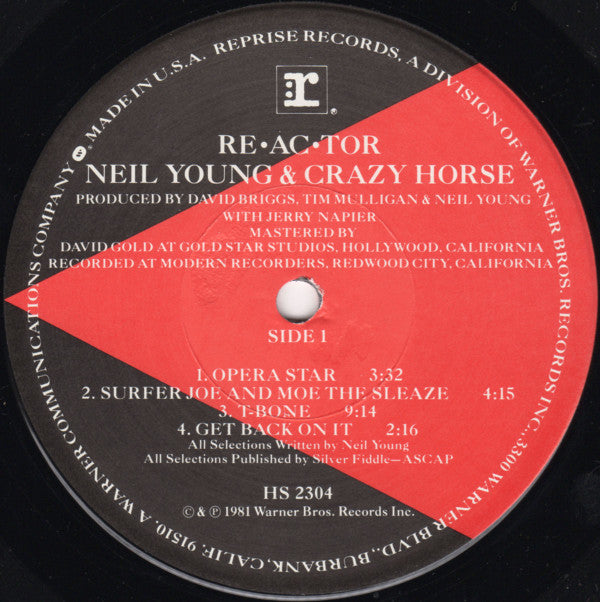 MADE IN U.S.A. REPRISE RECORDS, A DIVISION OF WARNER BROS. RECORDS INC., 3300 WARNER BLVD., BURBANK, CALIF. 91510. A WARNER COMMUNICATIONS COMPANY
r
®
RE•AC•TOR
NEIL YOUNG & CRAZY HORSE
PRODUCED BY DAVID BRIGGS, TIM MULLIGAN & NEIL YOUNG
WITH JERRY NAPIER
MASTERED BY
DAVID GOLD AT GOLD STAR STUDIOS, HOLLYWOOD, CALIFORNIA
RECORDED AT MODERN RECORDERS, REDWOOD CITY, CALIFORNIA
SIDE 1
1. OPERA STAR 3:32
2. SURFER JOE AND MOE THE SLEAZE 4:15
3. T-BONE 9:14
4. GET BACK ON IT 2:16
All Selections Written by Neil Young
All Selections Published by Silver Fiddle—ASCAP
HS 2304
© & ℗ 1981 Warner Bros. Records Inc.